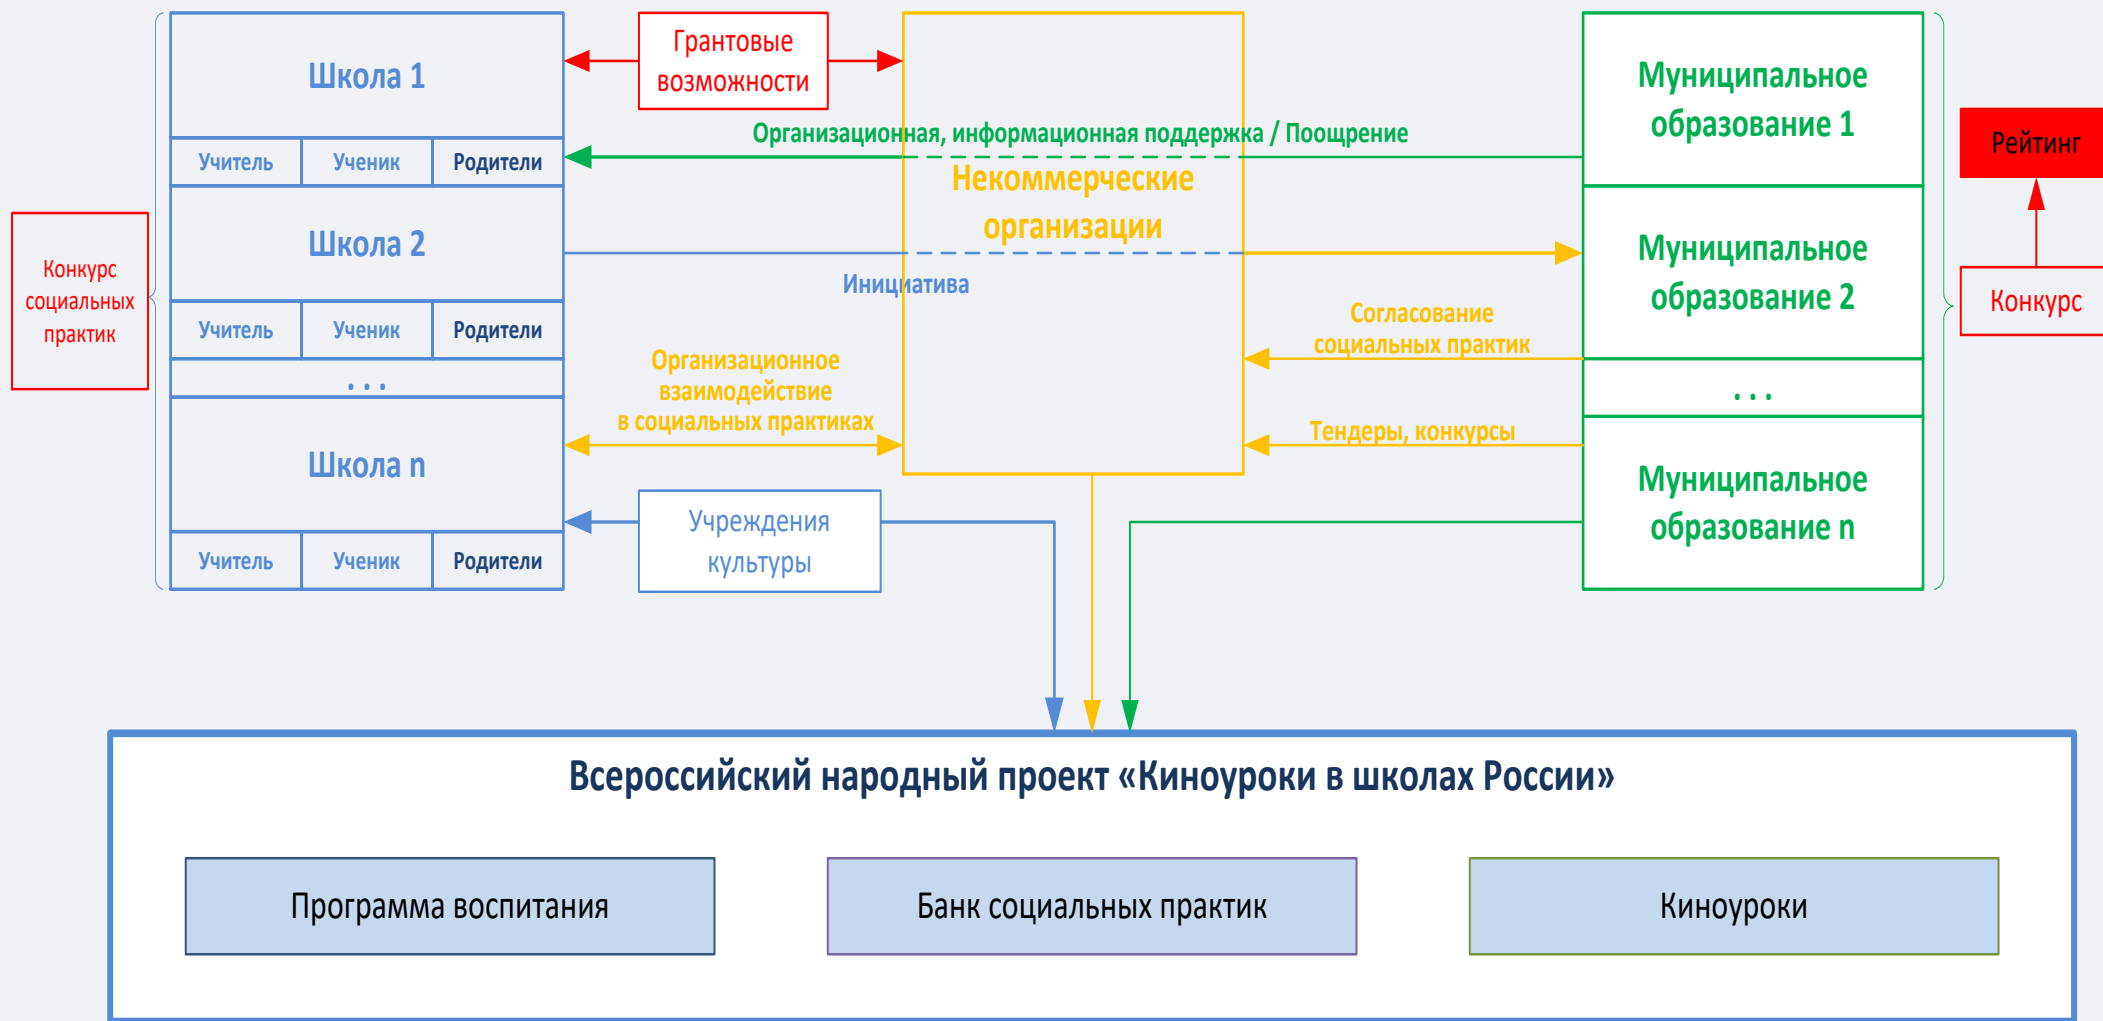 Школа 1
Учитель
Ученик
Родители
Школа 2
Учитель
Ученик
Родители
. . .
Школа n
Учитель
Ученик
Родители
Конкурс
социальных
практик
Грантовые
возможности
Организационная, информационная поддержка / Поощрение
Некоммерческие
организации
Инициатива
Организационное
взаимодействие
в социальных практиках
Согласование
социальных практик
Тендеры, конкурсы
Учреждения
культуры
Муниципальное
образование 1
Муниципальное
образование 2
. . .
Муниципальное
образование n
Рейтинг
Конкурс
Всероссийский народный проект «Киноуроки в школах России»
Программа воспитания
Банк социальных практик
Киноуроки